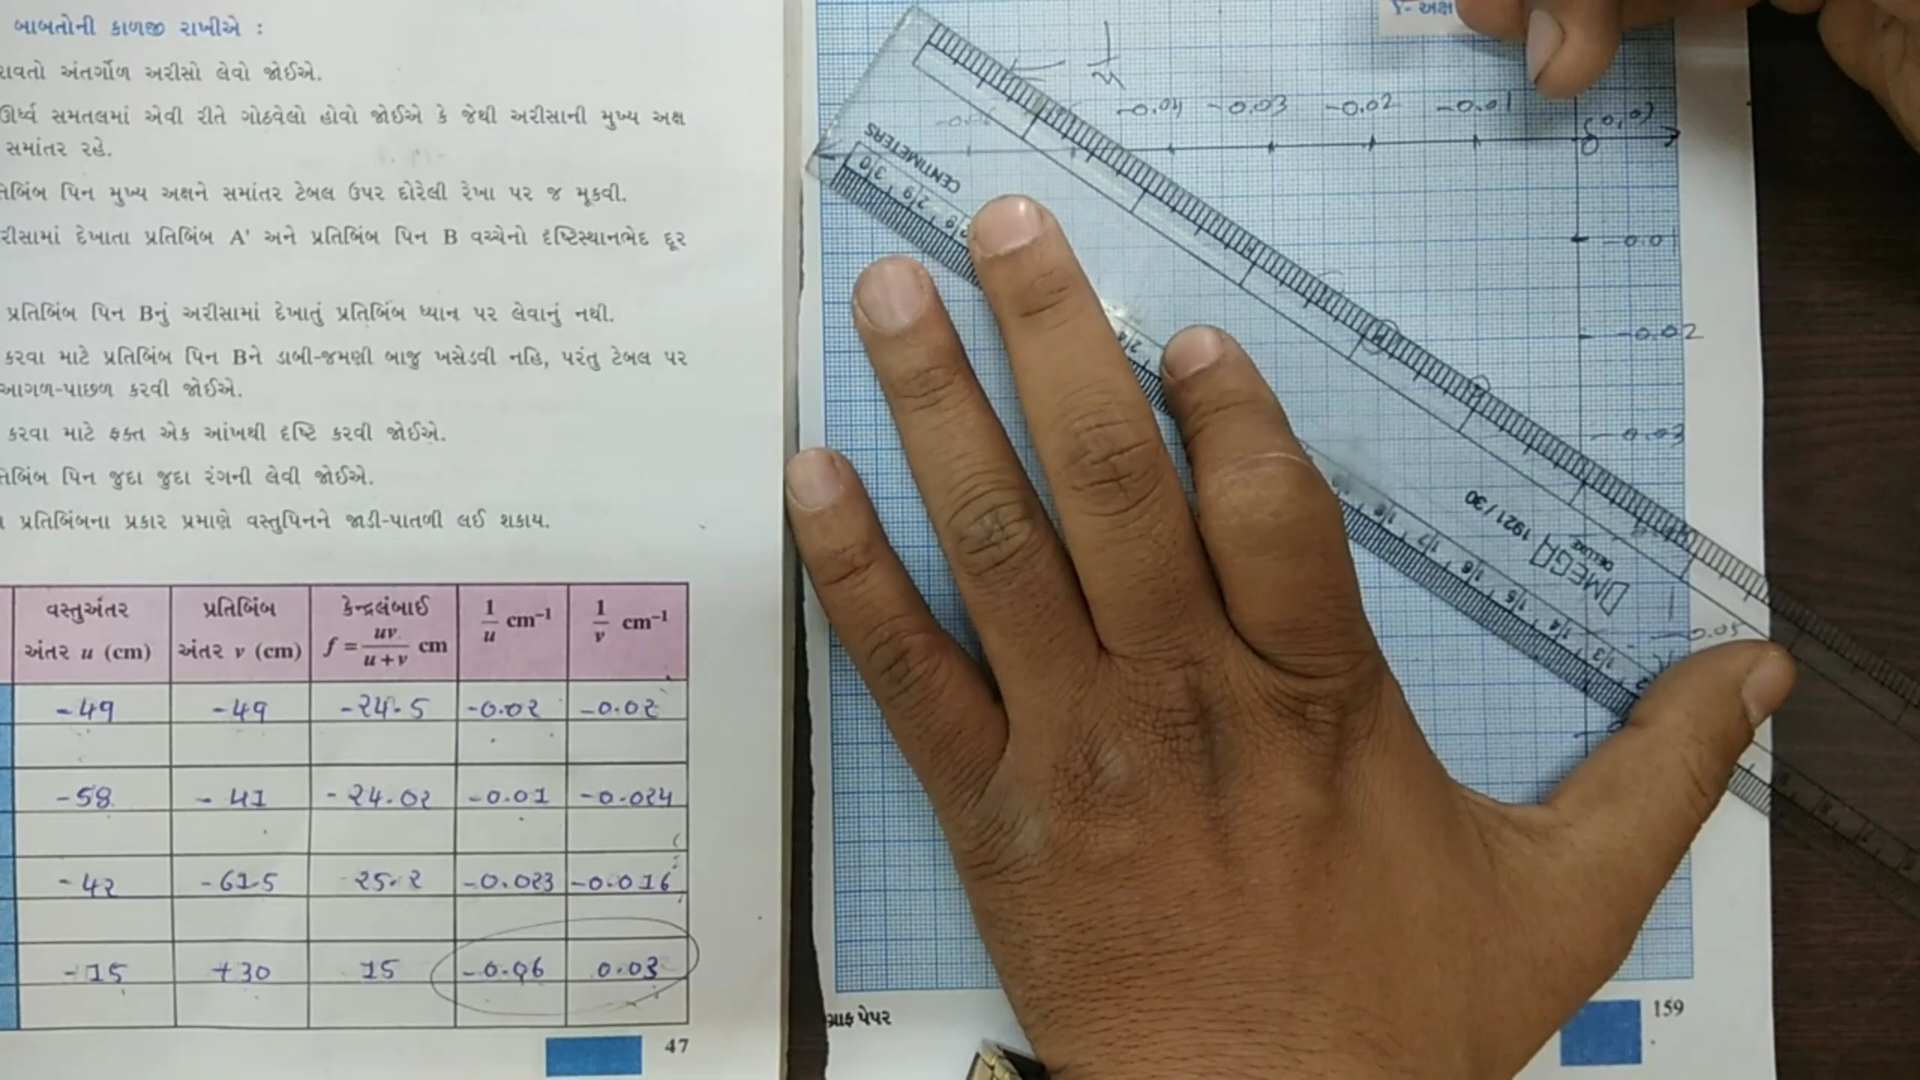 બાબતોની કાળજી રાખીએ :
રાવતો અંતર્ગોળ અરીસો લેવો જોઈએ.
ઊર્ધ્વ સમતલમાં એવી રીતે ગોઠવેલો હોવો જોઈએ કે જેથી અરીસાની મુખ્ય અક્ષ
સમાંતર રહે.
તેબિંબ પિન મુખ્ય અક્ષને સમાંતર ટેબલ ઉપર દોરેલી રેખા પર જ મૂકવી.
રીસામાં દેખાતા પ્રતિબિંબ A' અને પ્રતિબિંબ પિન B વચ્ચેનો દૃષ્ટિસ્થાનભેદ દૂર
પ્રતિબિંબ પિન Bનું અરીસામાં દેખાતું પ્રતિબિંબ ધ્યાન પર લેવાનું નથી.
કરવા માટે પ્રતિબિંબ પિન Bને ડાબી-જમણી બાજુ ખસેડવી નહિ, પરંતુ ટેબલ પર
આગળ-પાછળ કરવી જોઈએ.
કરવા માટે ફક્ત એક આંખથી દૃષ્ટિ કરવી જોઈએ.
તેબિંબ પિન જુદા જુદા રંગની લેવી જોઈએ.
પ્રતિબિંબના પ્રકાર પ્રમાણે વસ્તુપિનને જાડી-પાતળી લઈ શકાય.
વસ્તુઅંતર અંતર u (cm) પ્રતિબિંબ અંતર v (cm) કેન્દ્રલંબાઈ f = uv/u+v cm 1/u cm⁻¹ 1/v cm⁻¹
-49 -49 -24.5 -0.02 -0.02
-58 -41 -24.02 -0.01 -0.024
-42 -61.5 25.2 -0.023 -0.016
-15 +30 15 -0.06 0.03
47
Y- અક્ષ
-0.04 -0.03 -0.02 -0.01 (0,0)
-0.01
-0.02
-0.03
-0.05
CENTIMETERS
OMEGA 1921/30
DELUXE
ગ્રાફ પેપર
159